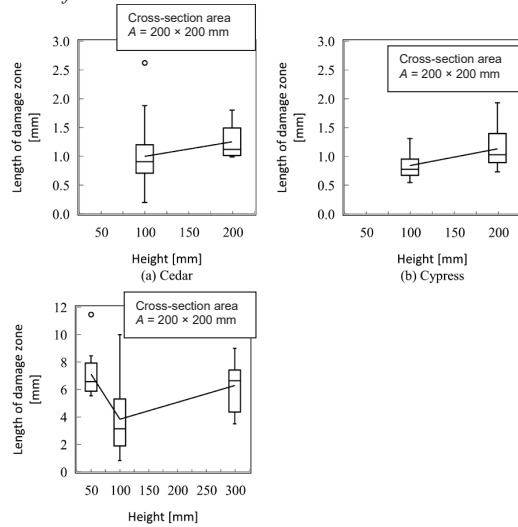 Cross-section area
A = 200 × 200 mm
3.0
2.5
2.0
1.5
1.0
0.5
0.0
Length of damage zone
[mm]
50 100 150 200
Height [mm]
(a) Cedar
Cross-section area
A = 200 × 200 mm
3.0
2.5
2.0
1.5
1.0
0.5
0.0
Length of damage zone
[mm]
50 100 150 200
Height [mm]
(b) Cypress
Cross-section area
A = 200 × 200 mm
12
10
8
6
4
2
0
Length of damage zone
[mm]
50 100 150 200 250 300
Height [mm]